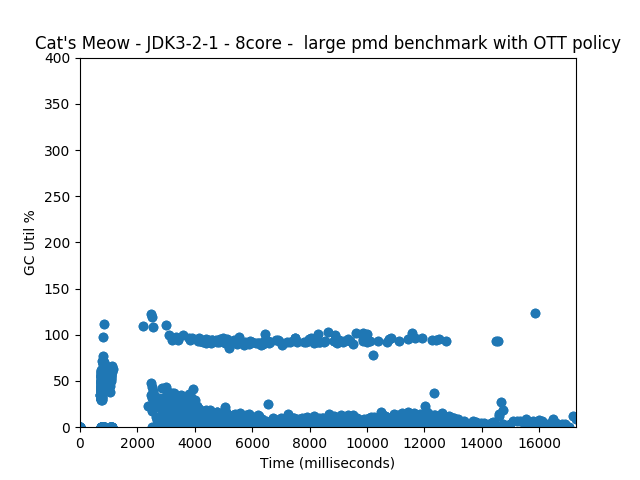 Cat's Meow - JDK3-2-1 - 8core -  large pmd benchmark with OTT policy
400
350
300
250
200
150
100
50
0
GC Util %
0 2000 4000 6000 8000 10000 12000 14000 16000
Time (milliseconds)